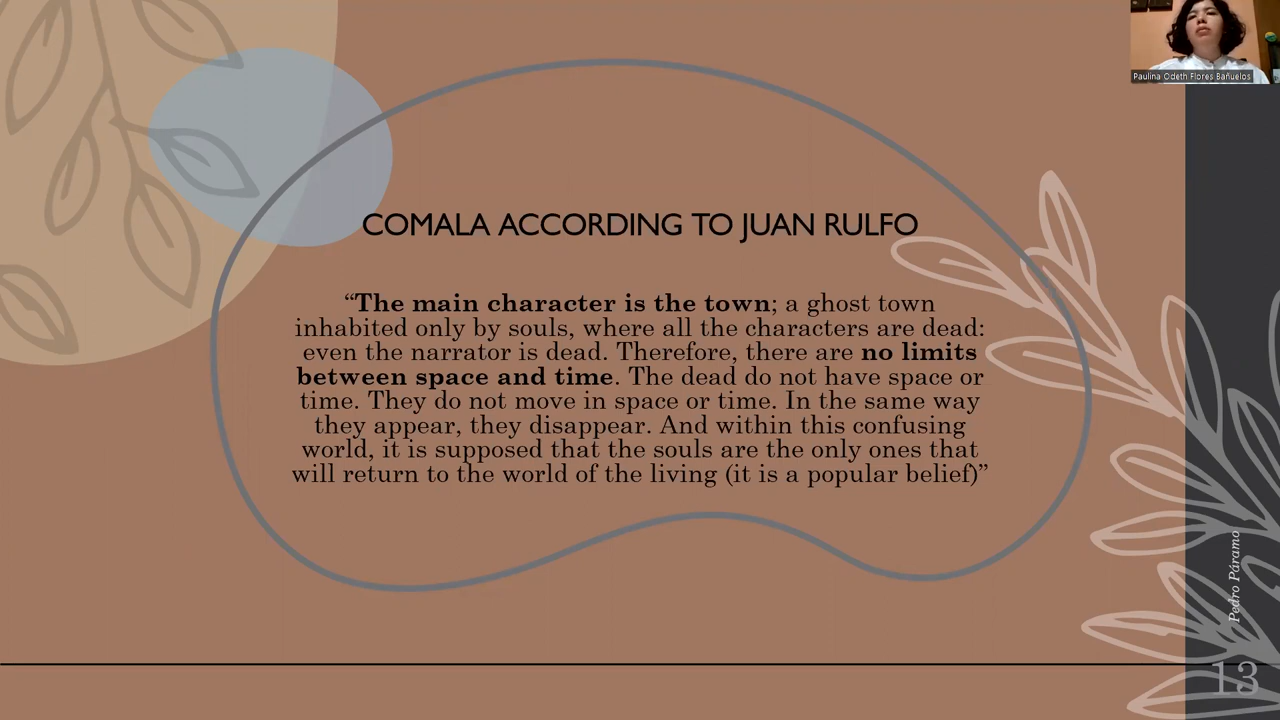 Paulina Odeth Flores Bañuelos
COMALA ACCORDING TO JUAN RULFO
“The main character is the town; a ghost town
inhabited only by souls, where all the characters are dead:
even the narrator is dead. Therefore, there are no limits
between space and time. The dead do not have space or
time. They do not move in space or time. In the same way
they appear, they disappear. And within this confusing
world, it is supposed that the souls are the only ones that
will return to the world of the living (it is a popular belief)”
Pedro Páramo
13